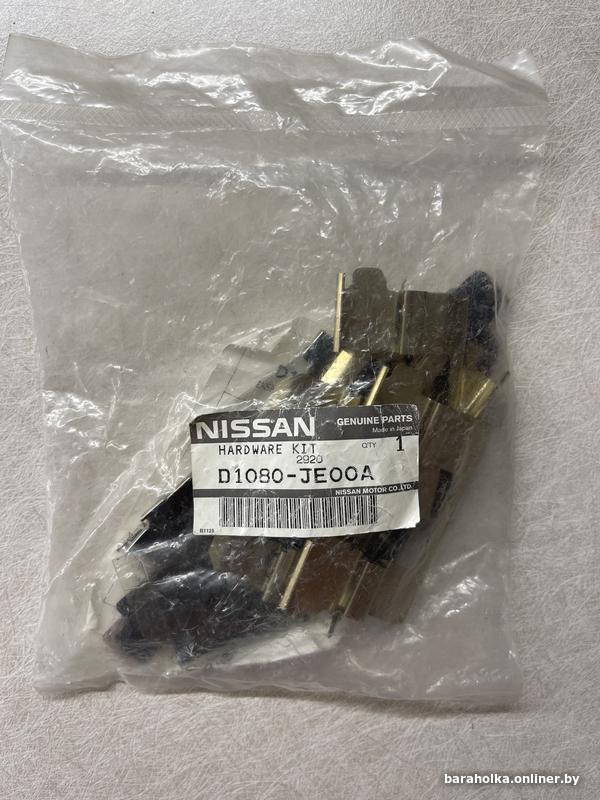 NISSAN GENUINE PARTS
Made in Japan
HARDWARE KIT QTY 1
2920
D1080-JE00A
NISSAN MOTOR CO.,LTD.
B1125
baraholka.onliner.by